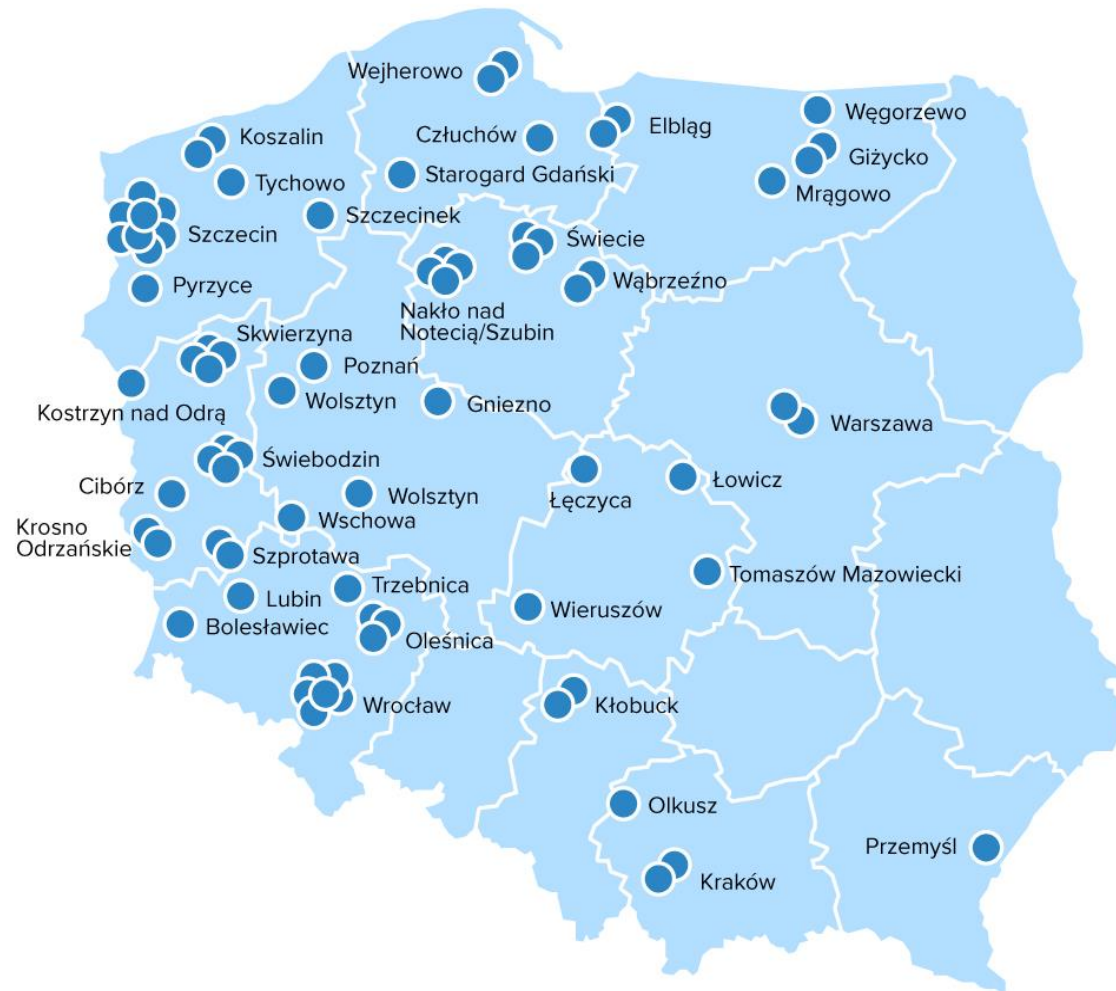 Wejherowo
Węgorzewo
Elbląg
Człuchów
Koszalin
Giżycko
Starogard Gdański
Tychowo
Mrągowo
Szczecinek
Szczecin
Świecie
Wąbrzeźno
Pyrzyce
Nakło nad
Notecią/Szubin
Skwierzyna
Poznań
Wolsztyn
Gniezno
Kostrzyn nad Odrą
Warszawa
Świebodzin
Cibórz
Wolsztyn
Łęczyca
Łowicz
Wschowa
Krosno
Odrzańskie
Szprotawa
Trzebnica
Tomaszów Mazowiecki
Lubin
Wieruszów
Bolesławiec
Oleśnica
Wrocław
Kłobuck
Olkusz
Przemyśl
Kraków